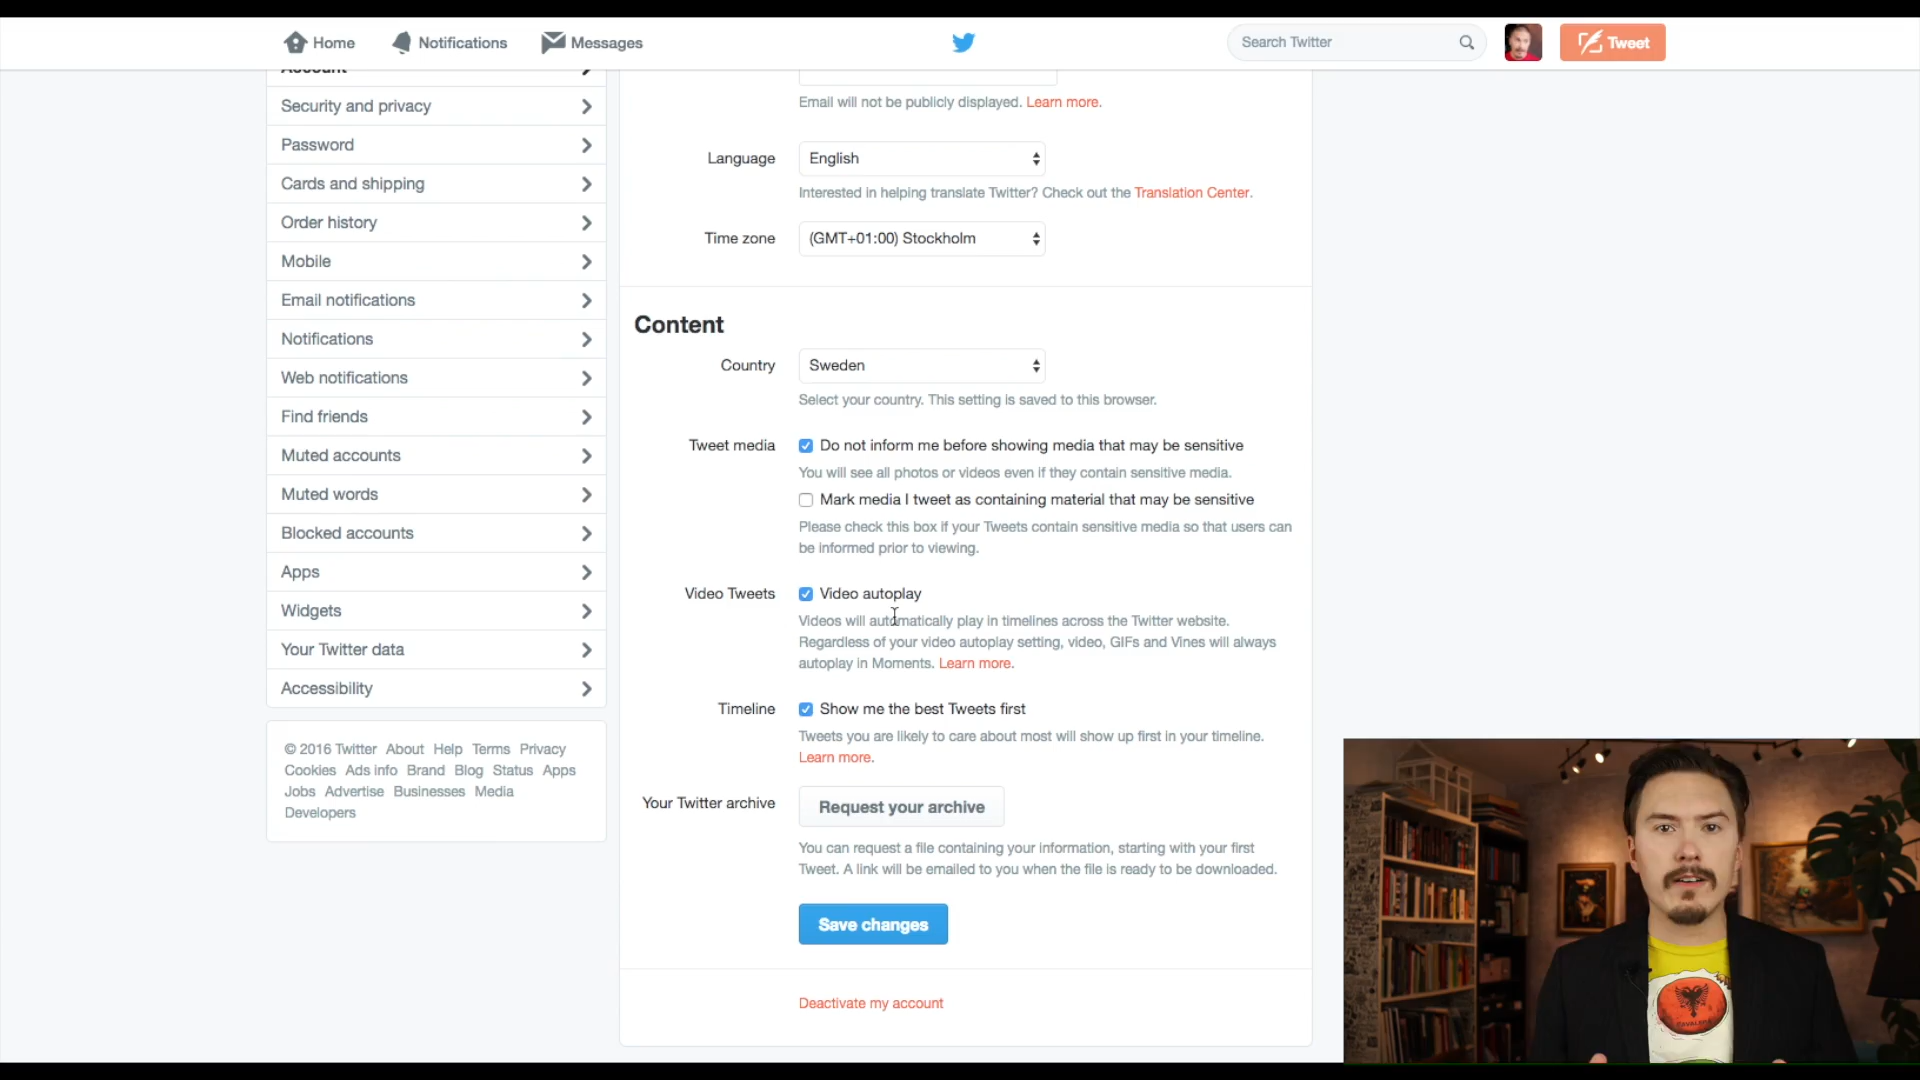 Home
Notifications
Messages
Search Twitter
Tweet
Account
Security and privacy
Password
Cards and shipping
Order history
Mobile
Email notifications
Notifications
Web notifications
Find friends
Muted accounts
Muted words
Blocked accounts
Apps
Widgets
Your Twitter data
Accessibility
© 2016 Twitter About Help Terms Privacy
Cookies Ads info Brand Blog Status Apps
Jobs Advertise Businesses Media
Developers
Email will not be publicly displayed. Learn more.
Language English
Interested in helping translate Twitter? Check out the Translation Center.
Time zone (GMT+01:00) Stockholm
Content
Country Sweden
Select your country. This setting is saved to this browser.
Tweet media Do not inform me before showing media that may be sensitive
You will see all photos or videos even if they contain sensitive media.
Mark media I tweet as containing material that may be sensitive
Please check this box if your Tweets contain sensitive media so that users can
be informed prior to viewing.
Video Tweets Video autoplay
Videos will automatically play in timelines across the Twitter website.
Regardless of your video autoplay setting, video, GIFs and Vines will always
autoplay in Moments. Learn more.
Timeline Show me the best Tweets first
Tweets you are likely to care about most will show up first in your timeline.
Learn more.
Your Twitter archive Request your archive
You can request a file containing your information, starting with your first
Tweet. A link will be emailed to you when the file is ready to be downloaded.
Save changes
Deactivate my account